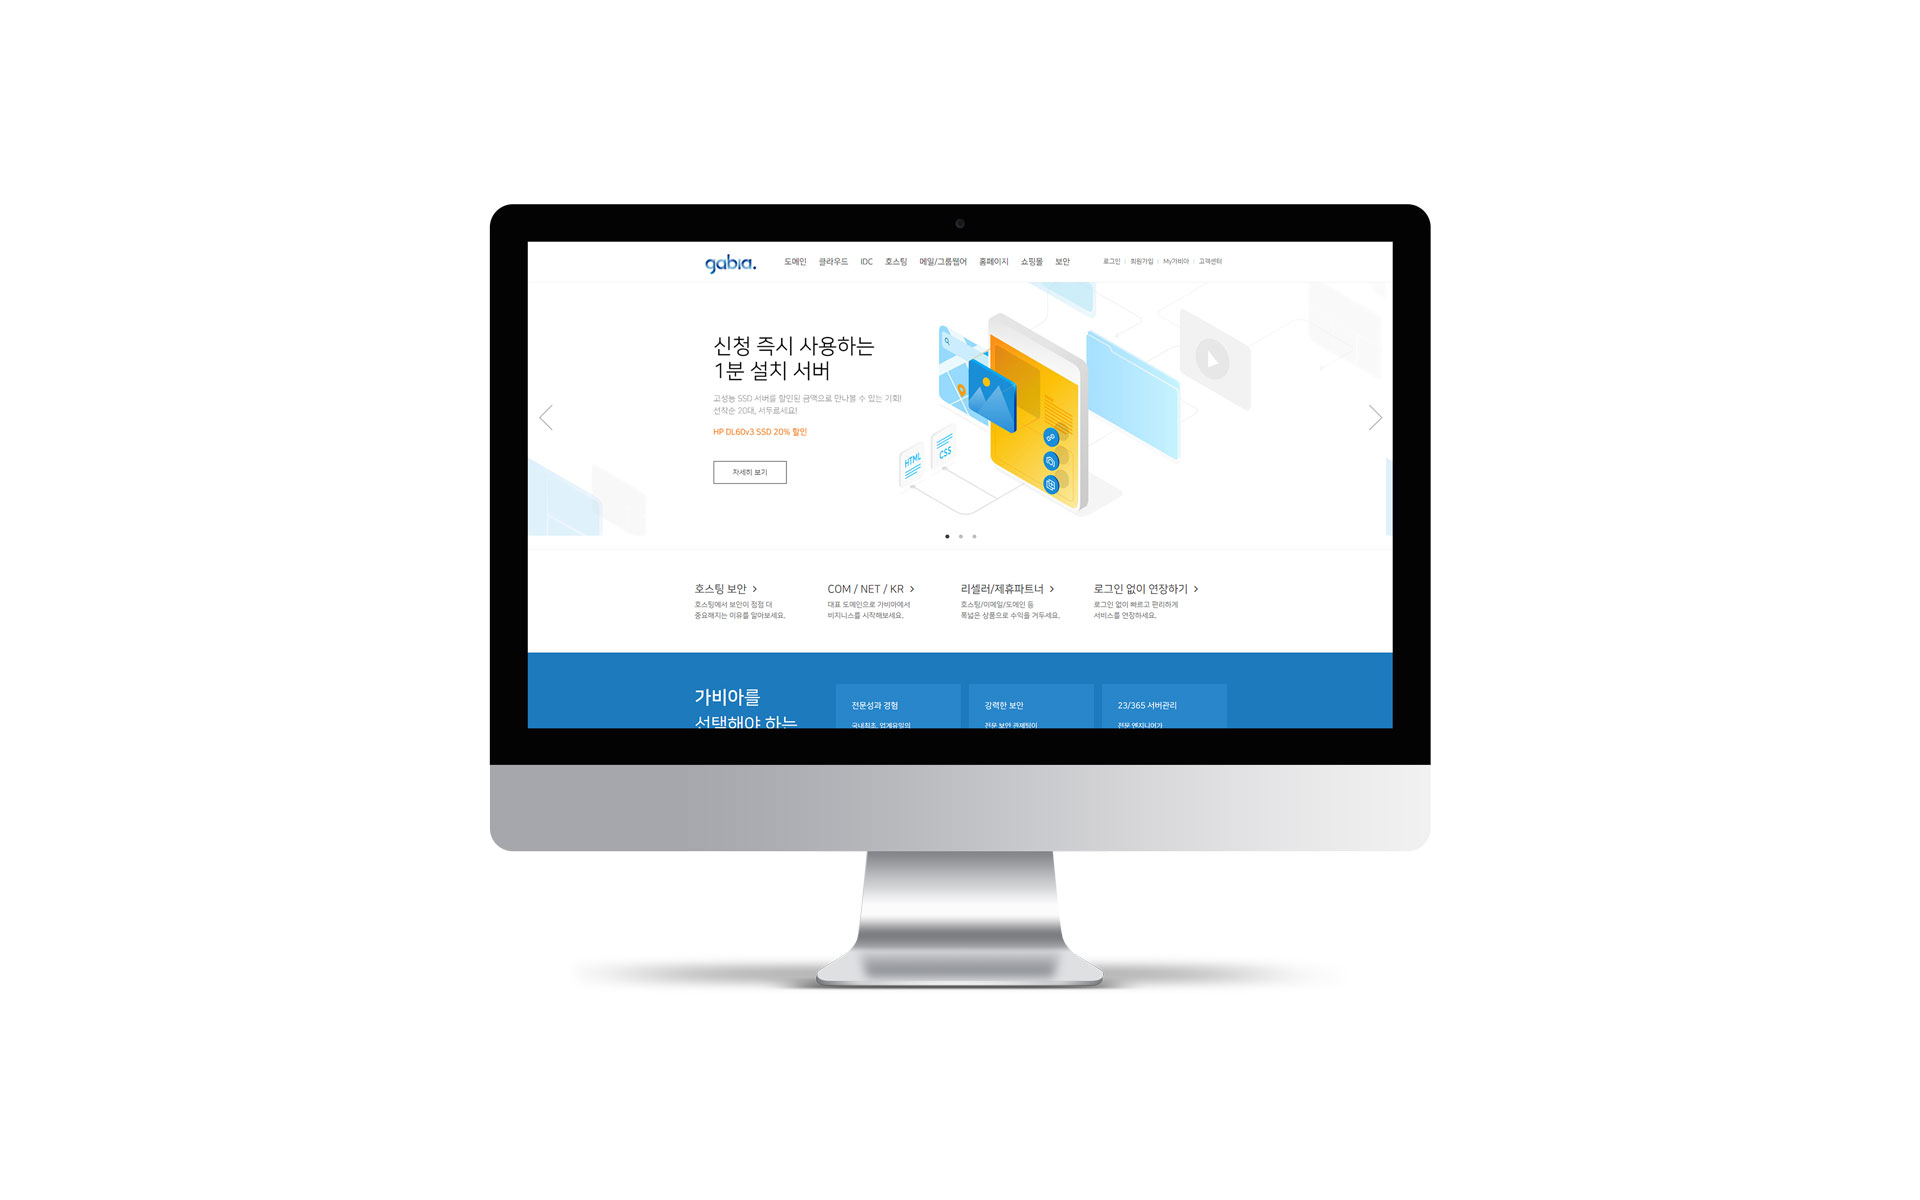 gabia.
도메인 클라우드 IDC 호스팅 메일/그룹웨어 홈페이지 쇼핑몰 보안
로그인 | 회원가입 | My가비아 | 고객센터
신청 즉시 사용하는
1분 설치 서버
고성능 SSD 서버를 할인된 금액으로 만나볼 수 있는 기회!
선착순 20대, 서두르세요!
HP DL60v3 SSD 20% 할인
자세히 보기
HTML
CSS
호스팅 보안
호스팅에서 보안이 점점 더
중요해지는 이유를 알아보세요.
COM / NET / KR
대표 도메인으로 가비아에서
비지니스를 시작해보세요.
리셀러/제휴파트너
호스팅/이메일/도메인 등
폭넓은 상품으로 수익을 거두세요.
로그인 없이 연장하기
로그인 없이 빠르고 편리하게
서비스를 연장하세요.
가비아를
선택해야 하는
전문성과 경험
국내최초, 업계유일의
강력한 보안
전문 보안 관제팀이
23/365 서버관리
전문 엔지니어가